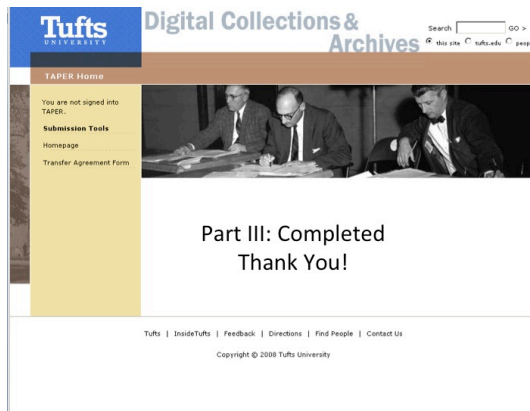 Tufts
UNIVERSITY
Digital Collections &
Archives
Search GO >
this site tufts.edu
TAPER Home
You are not signed into
TAPER.
Submission Tools
Homepage
Transfer Agreement Form
Part III: Completed
Thank You!
Tufts | InsideTufts | Feedback | Directions | Find People | Contact Us
Copyright @ 2008 Tufts University